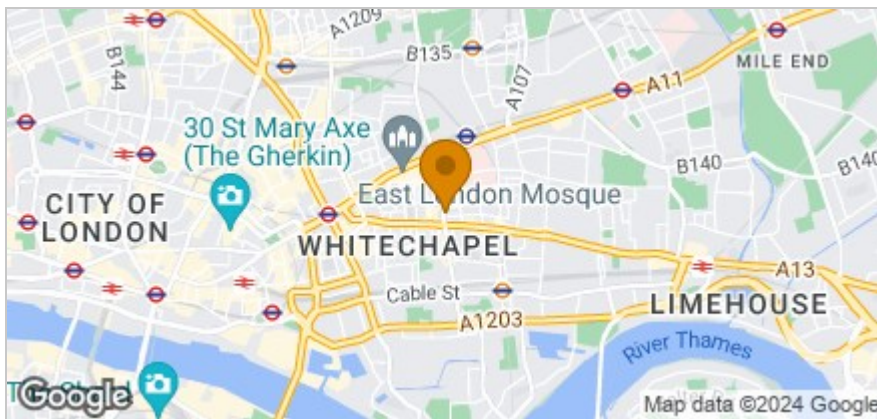 A1209
B135
B144
A107
A11
MILE END
30 St Mary Axe
(The Gherkin)
B140
B140
East London Mosque
CITY OF
LONDON
WHITECHAPEL
A13
Cable St
LIMEHOUSE
A1203
River Thames
Google
Map data ©2024 Google